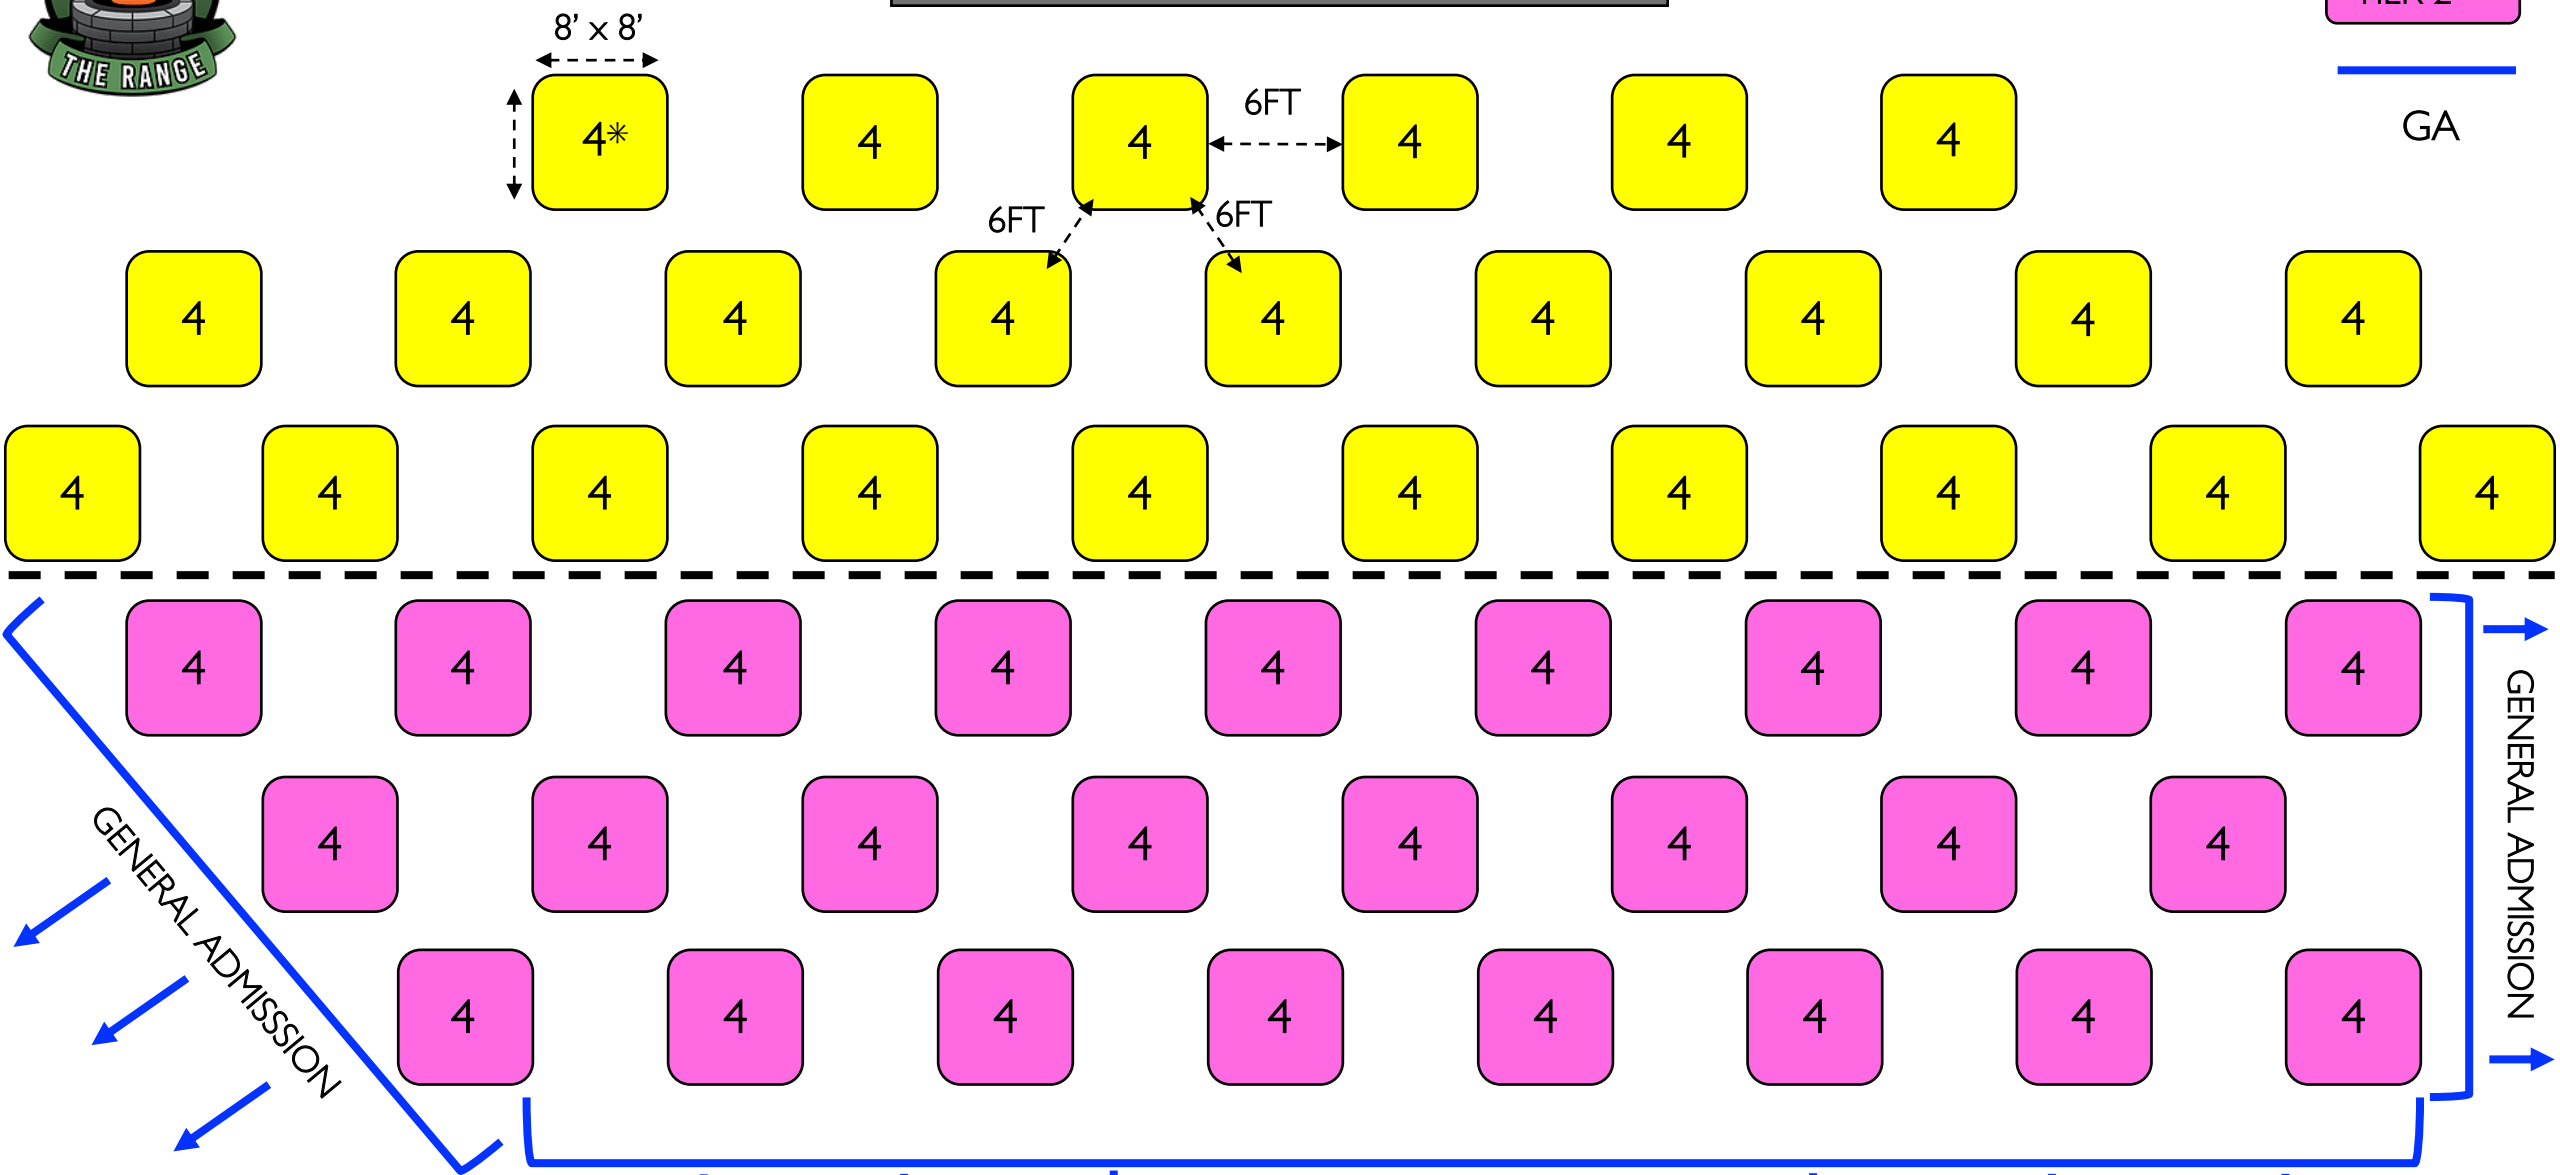 THE RANGE
8’ x 8’
TIER 2
GA
4* 4 4 6FT 4 4 4
6FT 6FT
4 4 4 4 4 4 4 4 4
4 4 4 4 4 4 4 4 4 4
4 4 4 4 4 4 4 4 4
4 4 4 4 4 4 4 4
4 4 4 4 4 4 4 4
GENERAL ADMISSSION
GENERAL ADMISSION